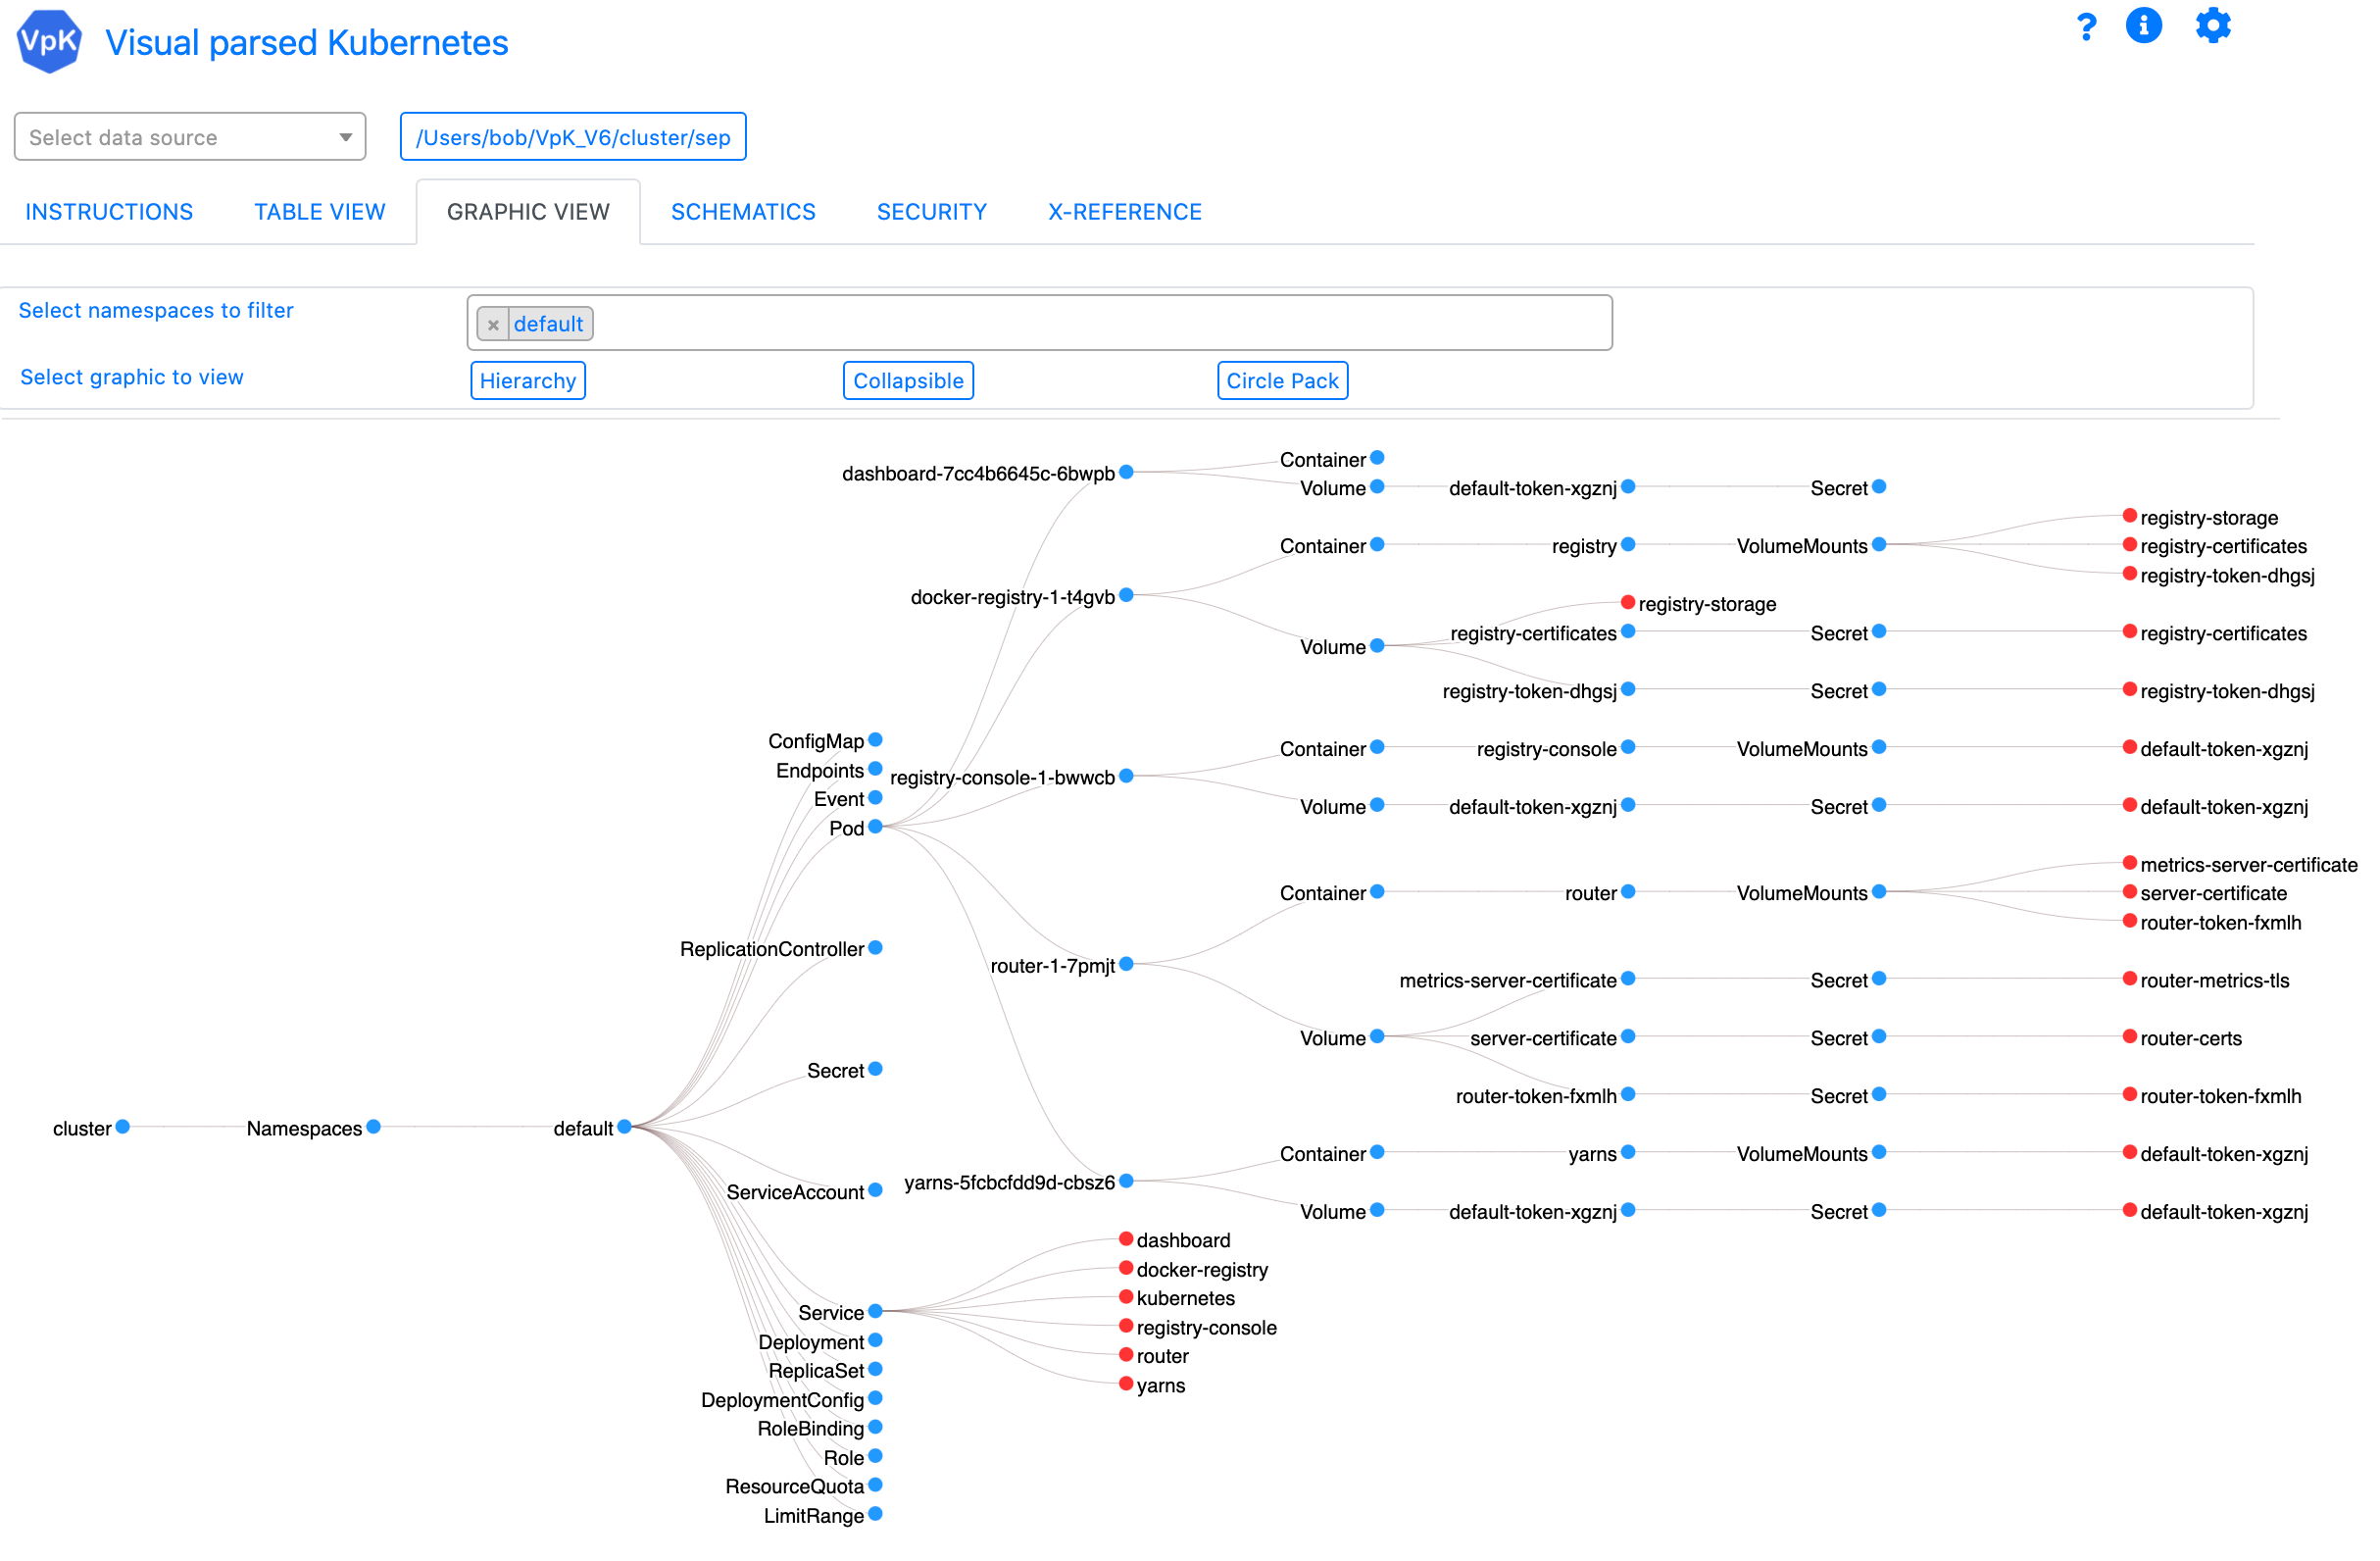 VpK Visual parsed Kubernetes ? i
Select data source /Users/bob/VpK_V6/cluster/sep
INSTRUCTIONS TABLE VIEW GRAPHIC VIEW SCHEMATICS SECURITY X-REFERENCE
Select namespaces to filter × default
Select graphic to view Hierarchy Collapsible Circle Pack
Container
dashboard-7cc4b6645c-6bwpb
Volume default-token-xgznj Secret
registry-storage
Container registry VolumeMounts registry-certificates
registry-token-dhgsj
docker-registry-1-t4gvb registry-storage
registry-certificates Secret registry-certificates
Volume
registry-token-dhgsj Secret registry-token-dhgsj
ConfigMap Container registry-console VolumeMounts default-token-xgznj
Endpoints registry-console-1-bwwcb
Event Volume default-token-xgznj Secret default-token-xgznj
Pod
metrics-server-certificate
Container router VolumeMounts server-certificate
router-token-fxmlh
ReplicationController
router-1-7pmjt
metrics-server-certificate Secret router-metrics-tls
Volume server-certificate Secret router-certs
Secret
router-token-fxmlh Secret router-token-fxmlh
cluster Namespaces default
Container yarns VolumeMounts default-token-xgznj
ServiceAccount yarns-5fcbcfdd9d-cbsz6
Volume default-token-xgznj Secret default-token-xgznj
dashboard
docker-registry
kubernetes
Service registry-console
Deployment router
ReplicaSet yarns
DeploymentConfig
RoleBinding
Role
ResourceQuota
LimitRange